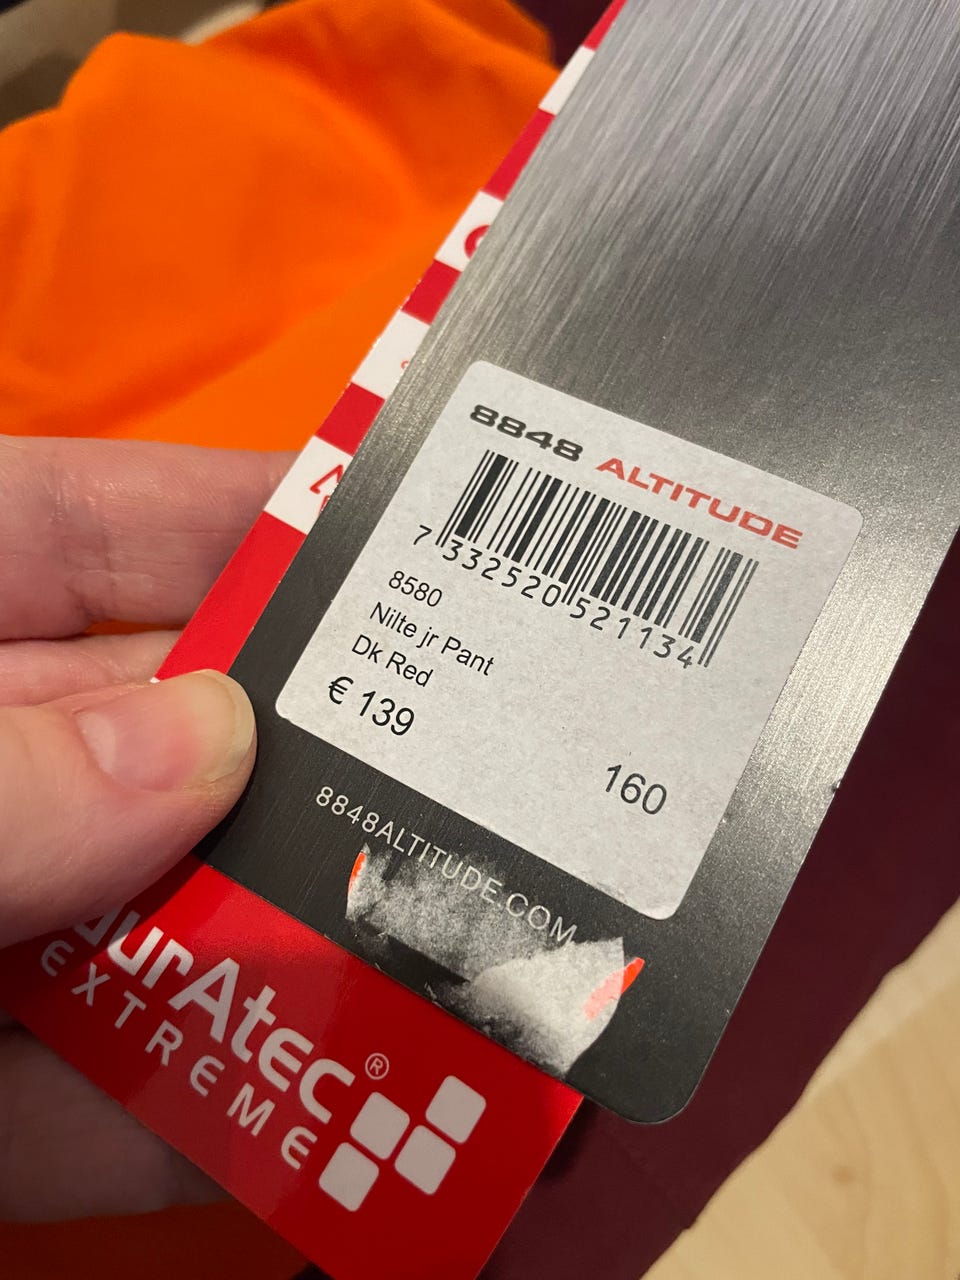 8848 ALTITUDE
7 332520 521134
8580
Nilte jr Pant
Dk Red
€ 139
160
8848ALTITUDE.COM
EXTREME